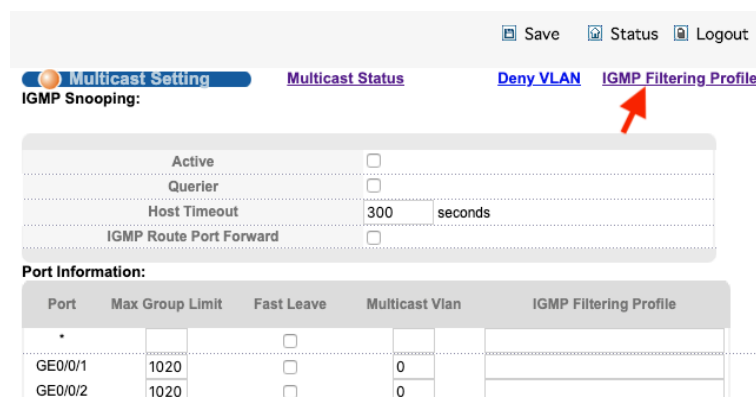 Save Status Logout
Multicast Setting Multicast Status Deny VLAN IGMP Filtering Profile
IGMP Snooping:
Active
Querier
Host Timeout 300 seconds
IGMP Route Port Forward
Port Information:
Port Max Group Limit Fast Leave Multicast Vlan IGMP Filtering Profile
*
GE0/0/1 1020 0
GE0/0/2 1020 0